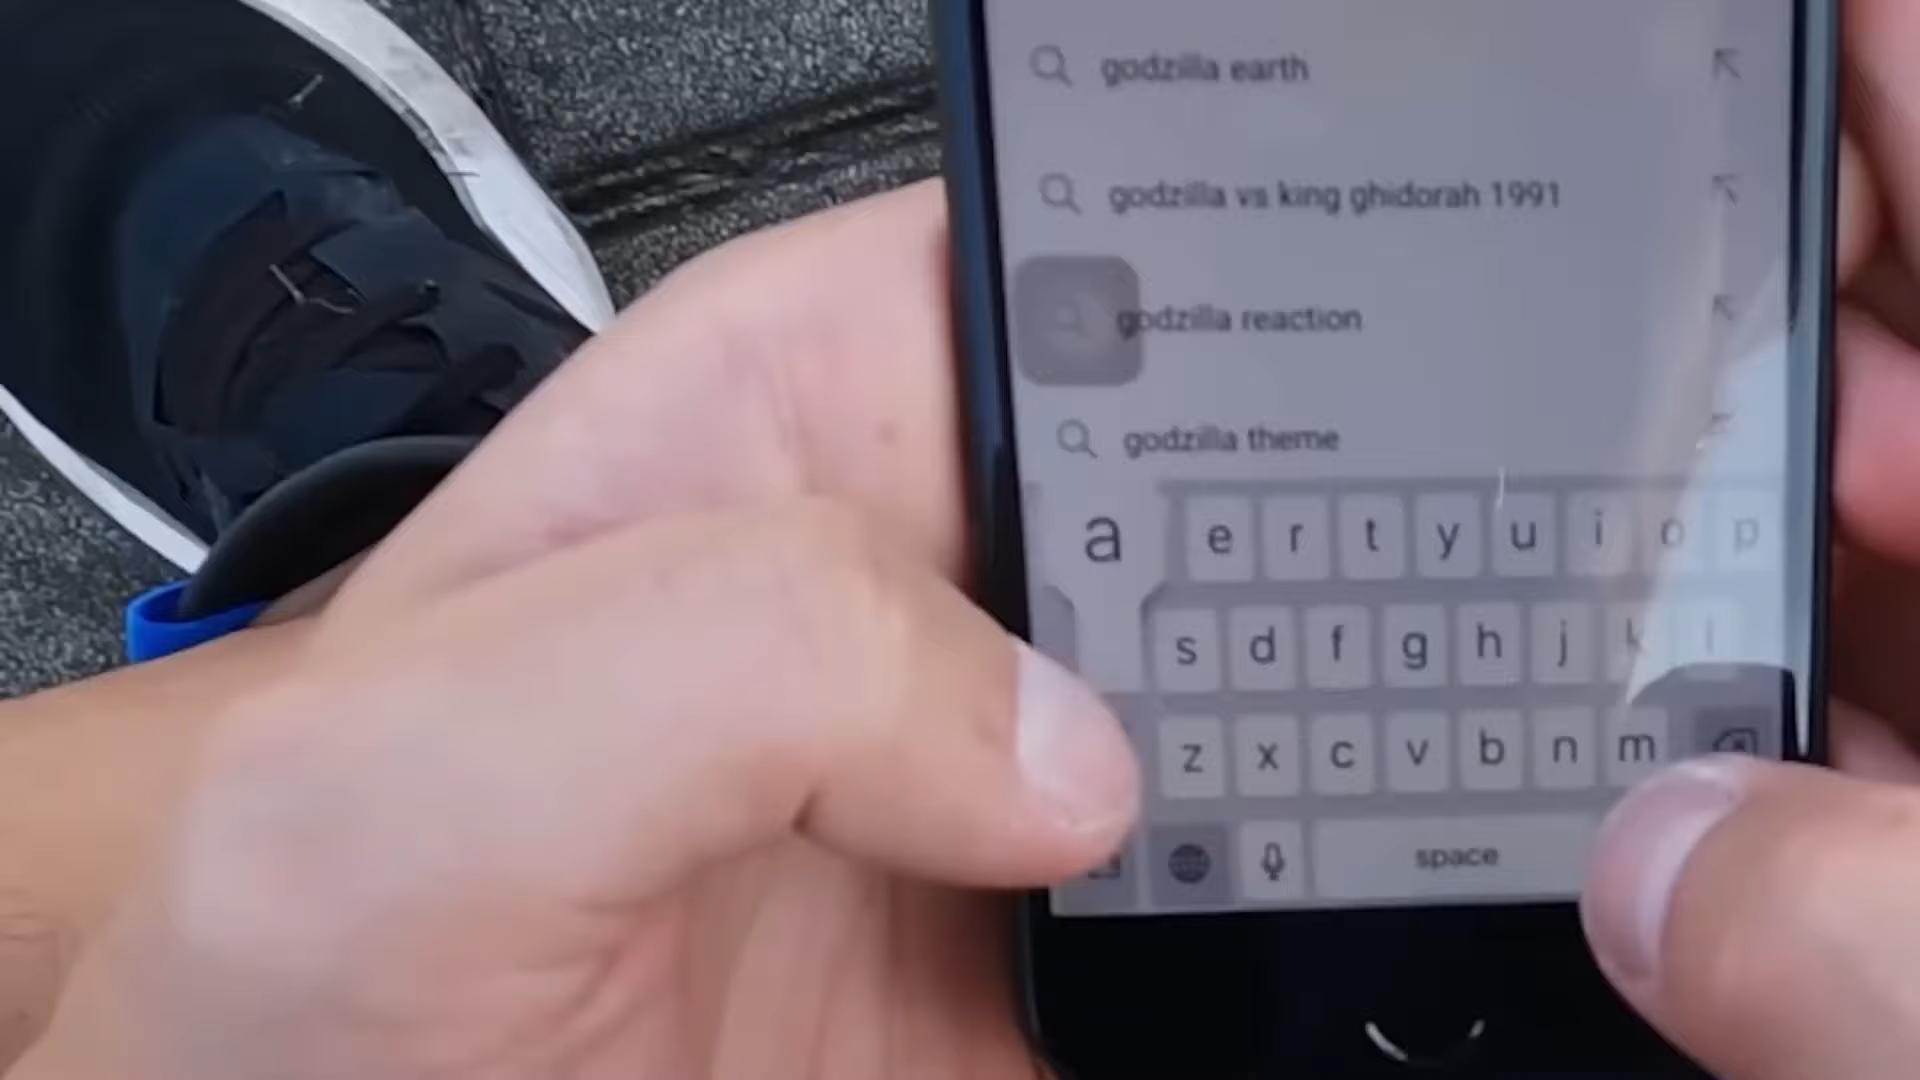 godzilla earth
godzilla vs king ghidorah 1991
godzilla reaction
godzilla theme
a e r t y u i o p
s d f g h j k l
z x c v b n m
space